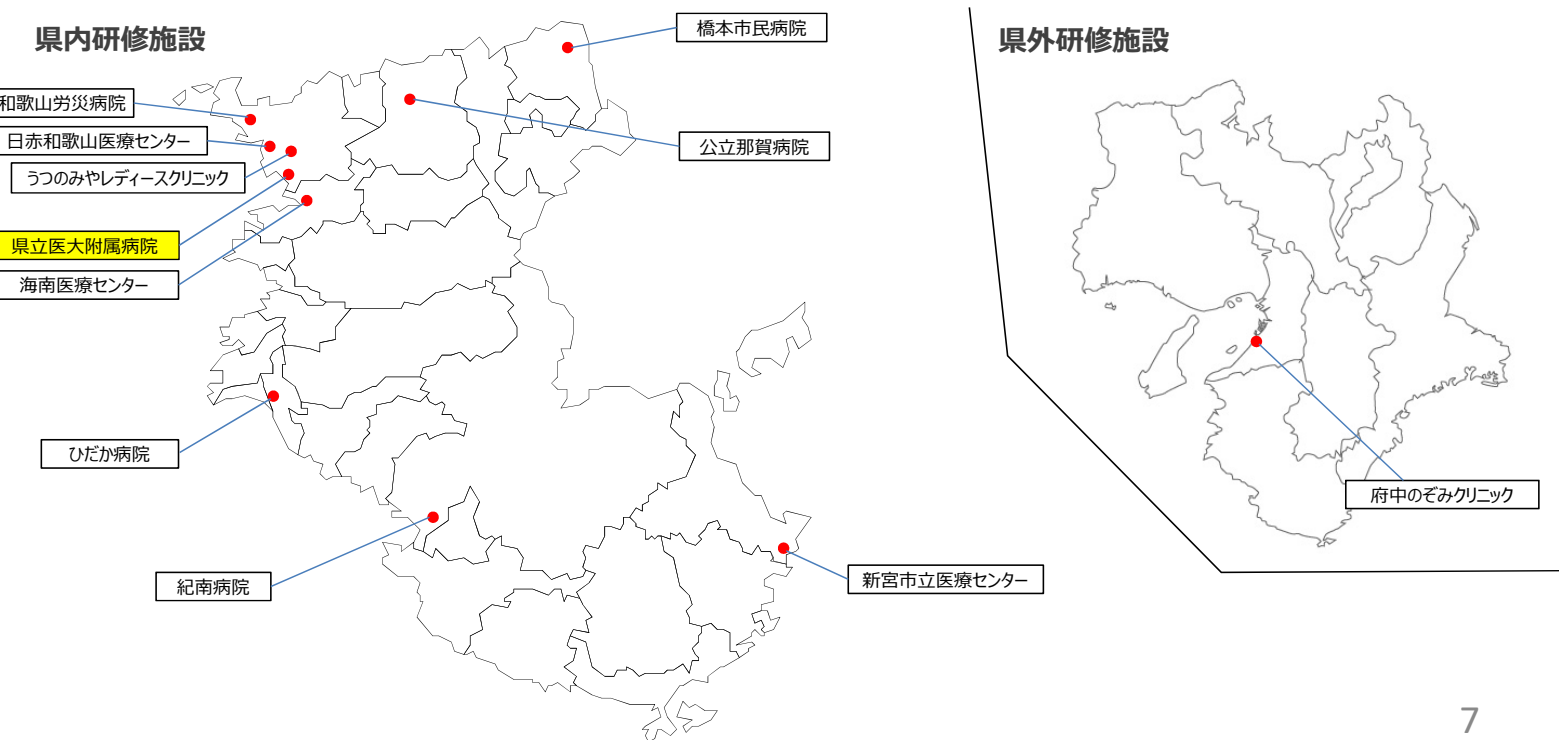 県内研修施設
橋本市民病院
和歌山労災病院
日赤和歌山医療センター
公立那賀病院
うつのみやレディースクリニック
県立医大附属病院
海南医療センター
ひだか病院
紀南病院
新宮市立医療センター
県外研修施設
府中のぞみクリニック
7